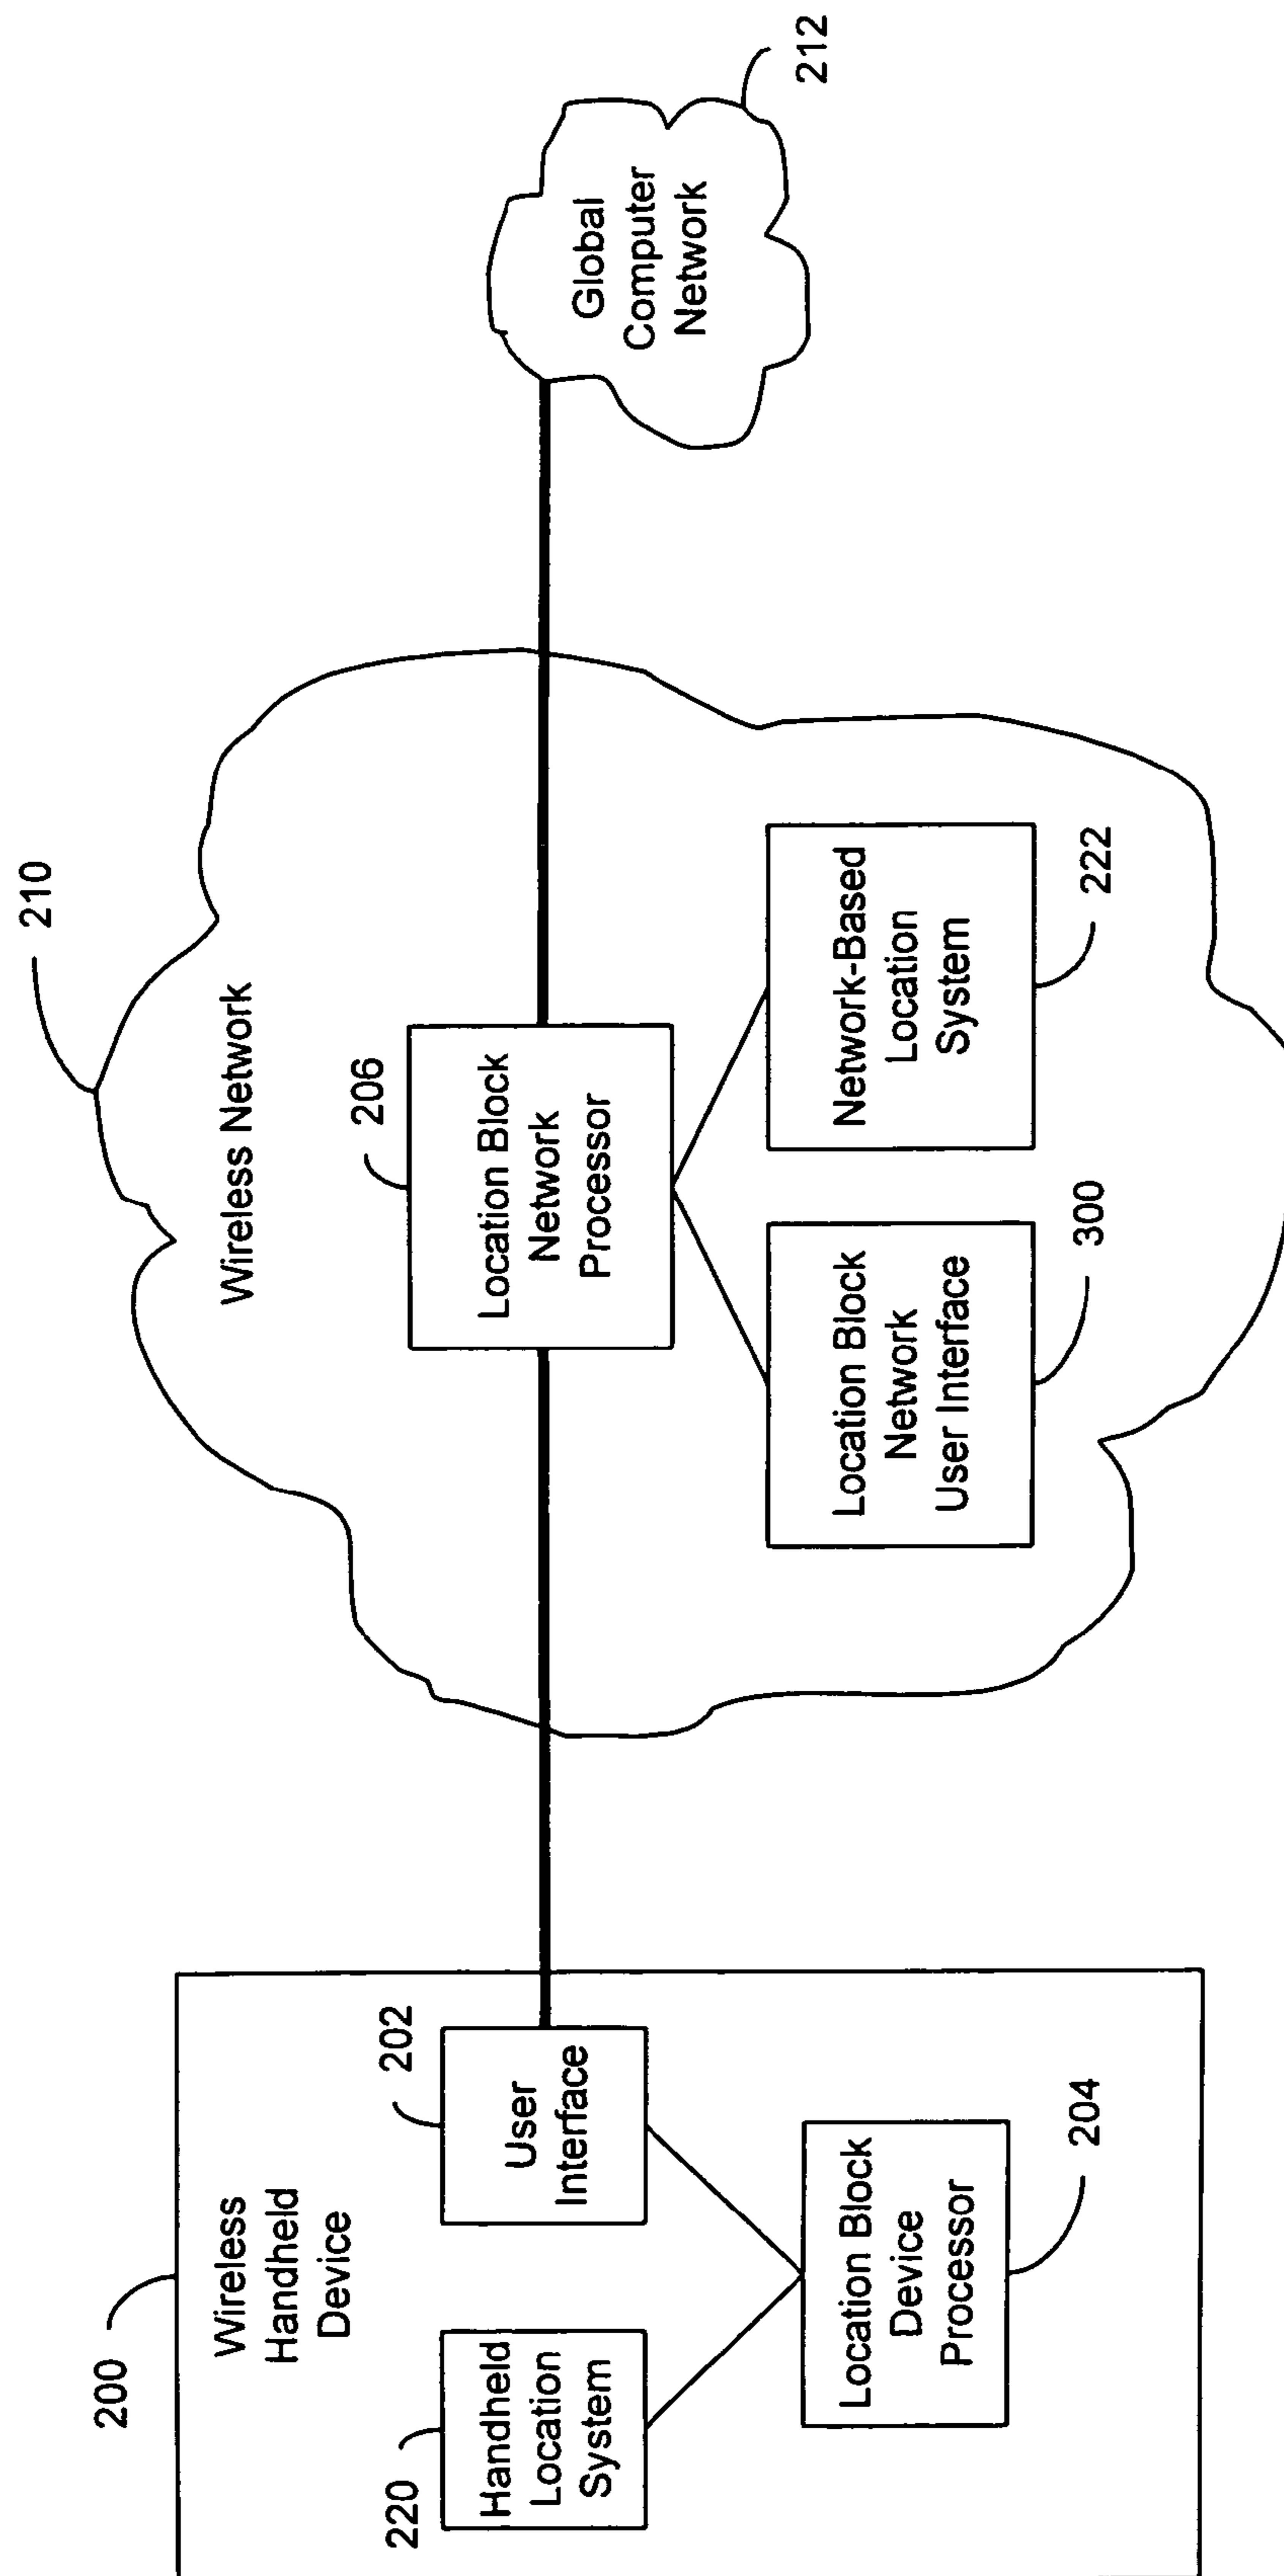 200
Wireless
Handheld
Device
220
Handheld
Location
System
202
User
Interface
Location Block
Device
Processor
204
210
Wireless Network
206
Location Block
Network
Processor
Location Block
Network
User Interface
300
Network-Based
Location
System
222
Global
Computer
Network
212